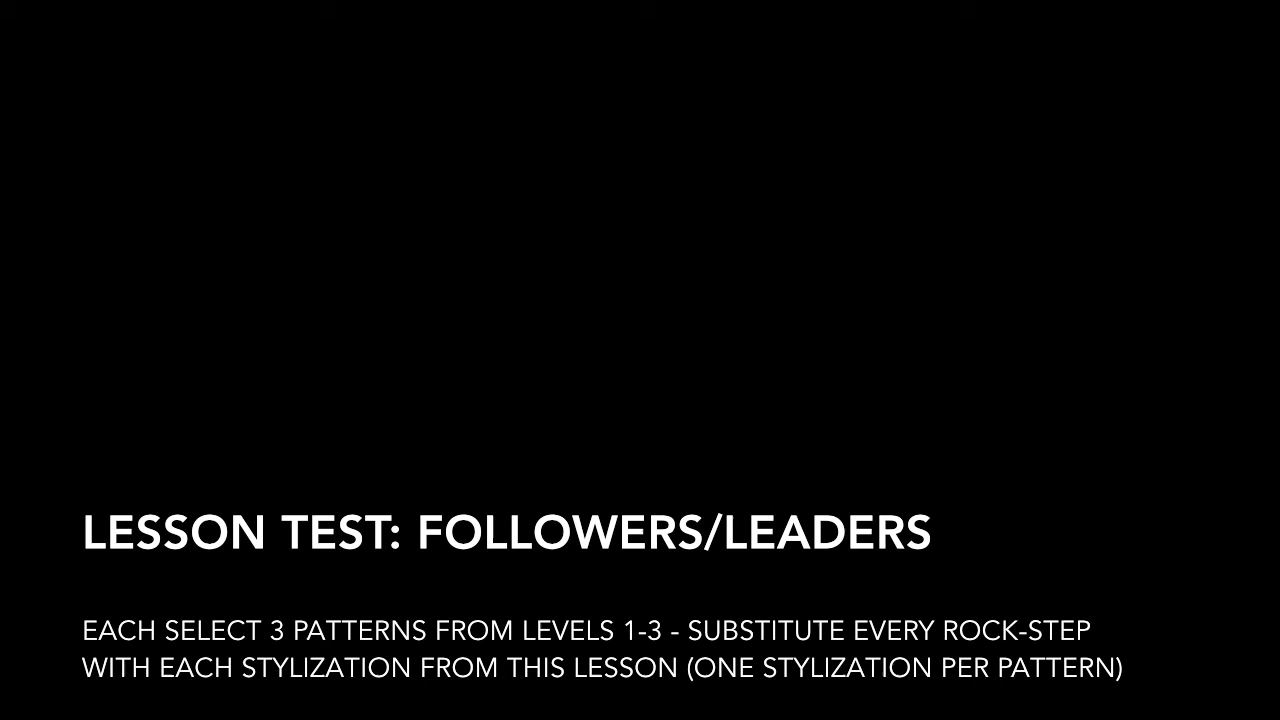 LESSON TEST: FOLLOWERS/LEADERS
EACH SELECT 3 PATTERNS FROM LEVELS 1-3 - SUBSTITUTE EVERY ROCK-STEP
WITH EACH STYLIZATION FROM THIS LESSON (ONE STYLIZATION PER PATTERN)